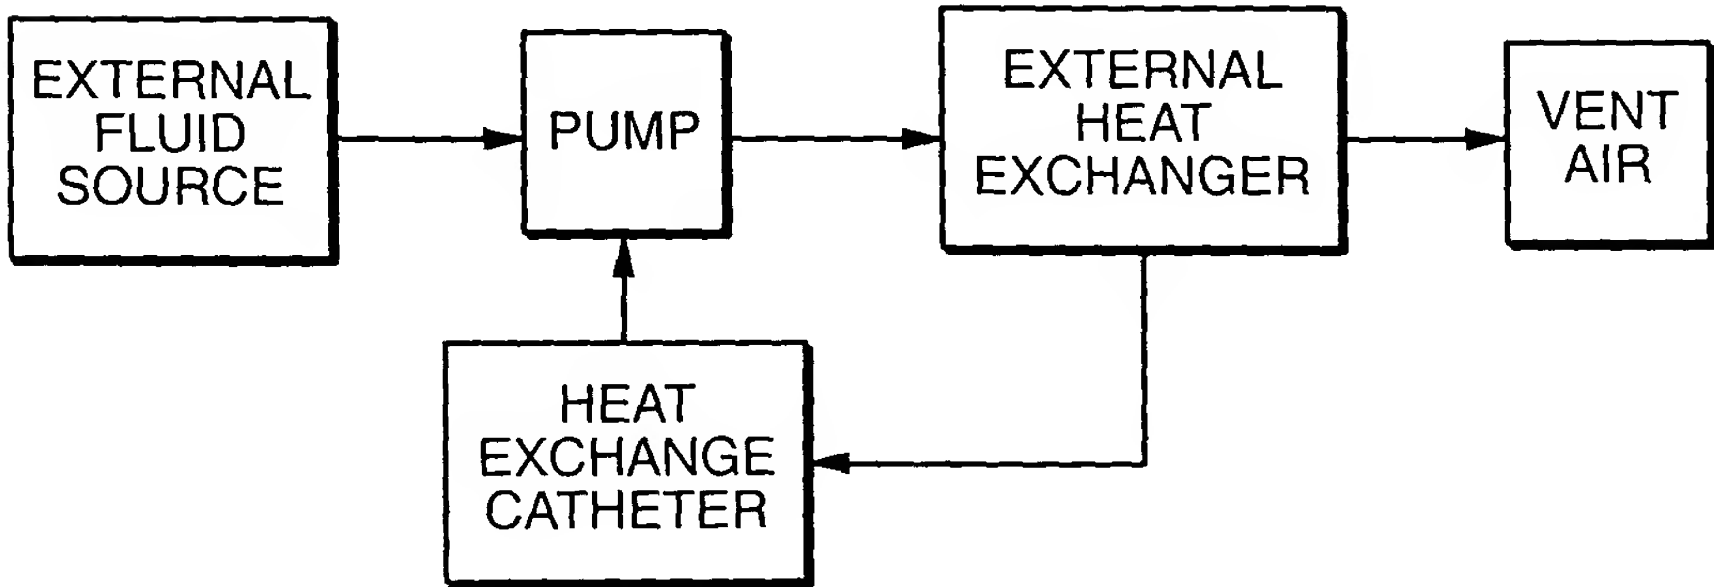 EXTERNAL
FLUID
SOURCE
PUMP
EXTERNAL
HEAT
EXCHANGER
VENT
AIR
HEAT
EXCHANGE
CATHETER